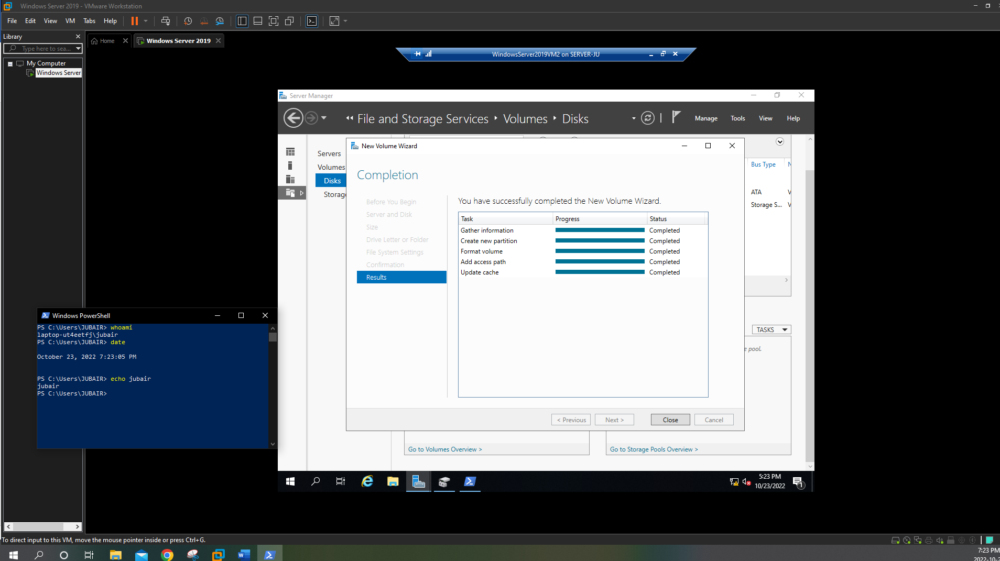 Windows Server 2019 - VMware Workstation
File Edit View VM Tabs Help
Library
Type here to sea...
My Computer
Windows Server
Home
Windows Server 2019
WindowsServer2019VM2 on SERVER-JU
Server Manager
File and Storage Services Volumes Disks
Manage Tools View Help
Servers
Volumes
Disks
Storage
New Volume Wizard
Completion
Before You Begin
Server and Disk
Size
Drive Letter or Folder
File System Settings
Confirmation
Results
You have successfully completed the New Volume Wizard.
Task Progress Status
Gather information Completed
Create new partition Completed
Format volume Completed
Add access path Completed
Update cache Completed
< Previous Next > Close Cancel
Bus Type
ATA
Storage S...
TASKS
e pool.
Go to Volumes Overview >
Go to Storage Pools Overview >
5:23 PM
10/23/2022
1
Windows PowerShell
PS C:\Users\JUBAIR> whoami
laptop-ut4eetfj\jubair
PS C:\Users\JUBAIR> date
October 23, 2022 7:23:05 PM
PS C:\Users\JUBAIR> echo jubair
jubair
PS C:\Users\JUBAIR>
To direct input to this VM, move the mouse pointer inside or press Ctrl+G.
7:23 PM
2022-10-2